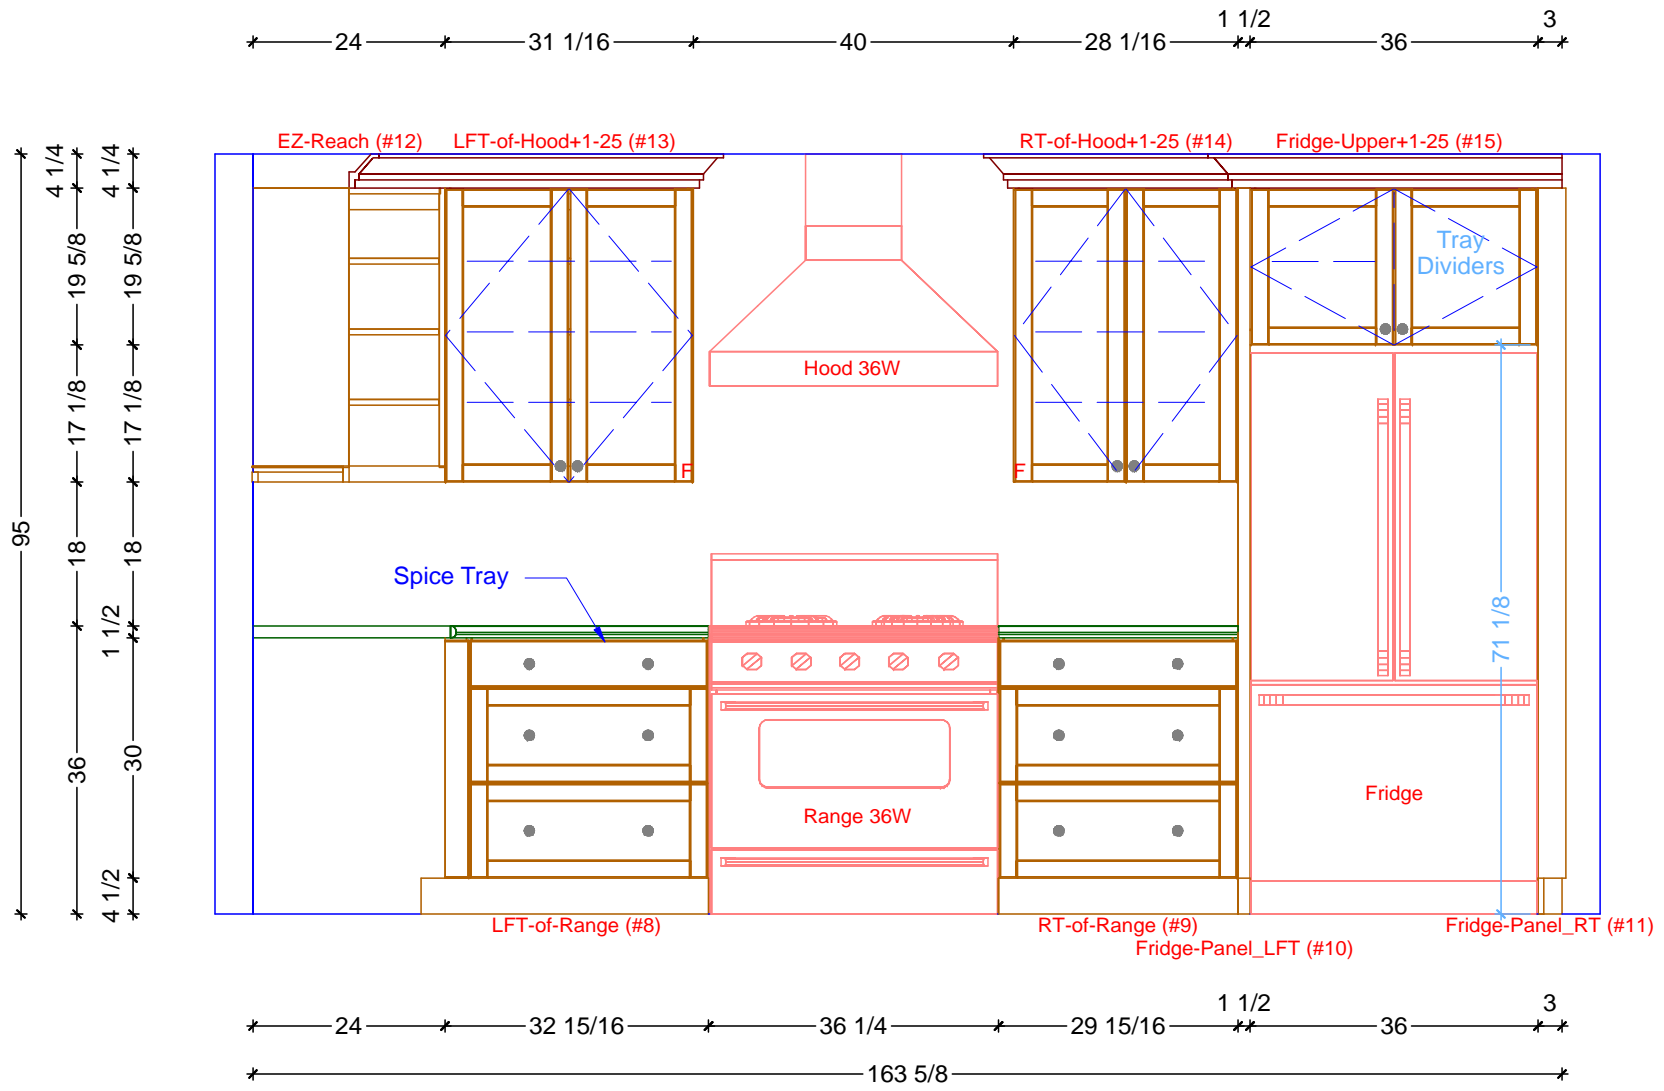 1 1/2
3
24
31 1/16
40
28 1/16
36
EZ-Reach (#12)
LFT-of-Hood+1-25 (#13)
RT-of-Hood+1-25 (#14)
Fridge-Upper+1-25 (#15)
4 1/4
4 1/4
19 5/8
19 5/8
Tray
Dividers
17 1/8
17 1/8
Hood 36W
F
F
95
18
18
Spice Tray
1 1/2
71 1/8
36
30
Range 36W
Fridge
4 1/2
LFT-of-Range (#8)
RT-of-Range (#9)
Fridge-Panel_RT (#11)
Fridge-Panel_LFT (#10)
1 1/2
3
24
32 15/16
36 1/4
29 15/16
36
163 5/8